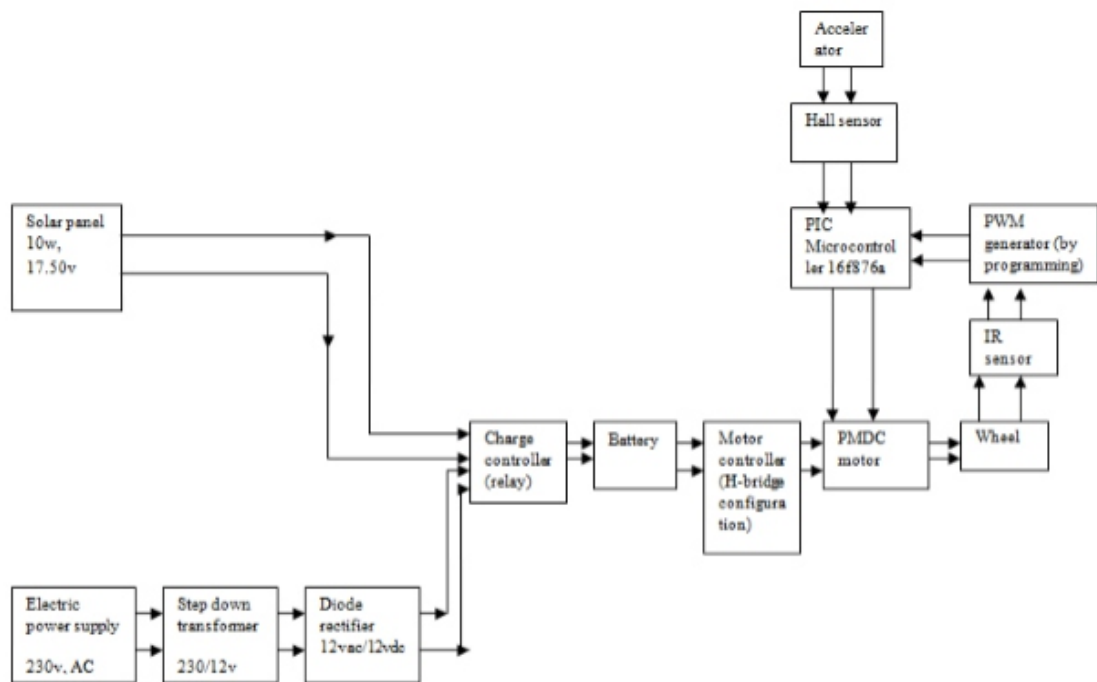 Acceler
ator
Hall sensor
Solar panel
10w,
17.50v
PIC
Microcontrol
ller 16f876a
PWM
generator (by
programming)
IR
sensor
Charge
controller
(relay)
Battery
Motor
controller
(H-bridge
configura
tion)
PMDC
motor
Wheel
Electric
power supply
230v, AC
Step down
transformer
230/12v
Diode
rectifier
12vac/12vdc